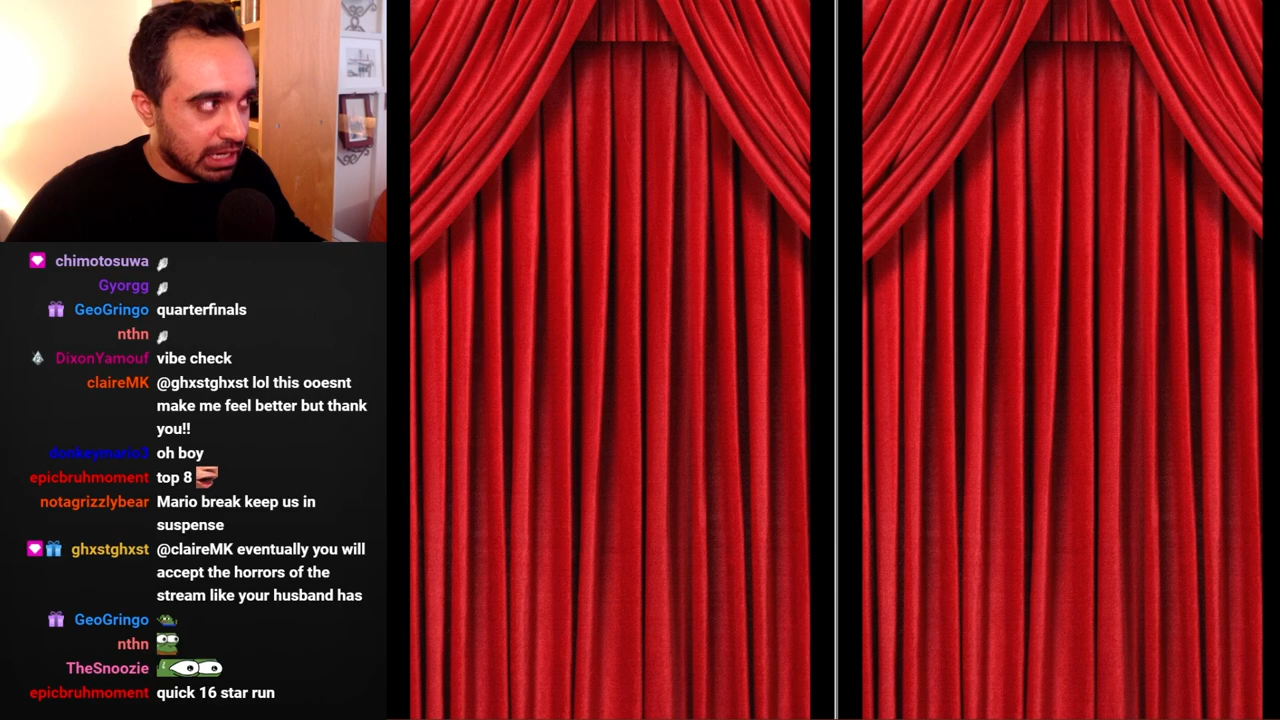 chimotosuwa
Gyorgg
GeoGringo quarterfinals
nthn
DixonYamouf vibe check
claireMK @ghxstghxst lol this ooesnt
make me feel better but thank
you!!
donkeymario3 oh boy
epicbruhmoment top 8
notagrizzlybear Mario break keep us in
suspense
ghxstghxst @claireMK eventually you will
accept the horrors of the
stream like your husband has
GeoGringo
nthn
TheSnoozie
epicbruhmoment quick 16 star run